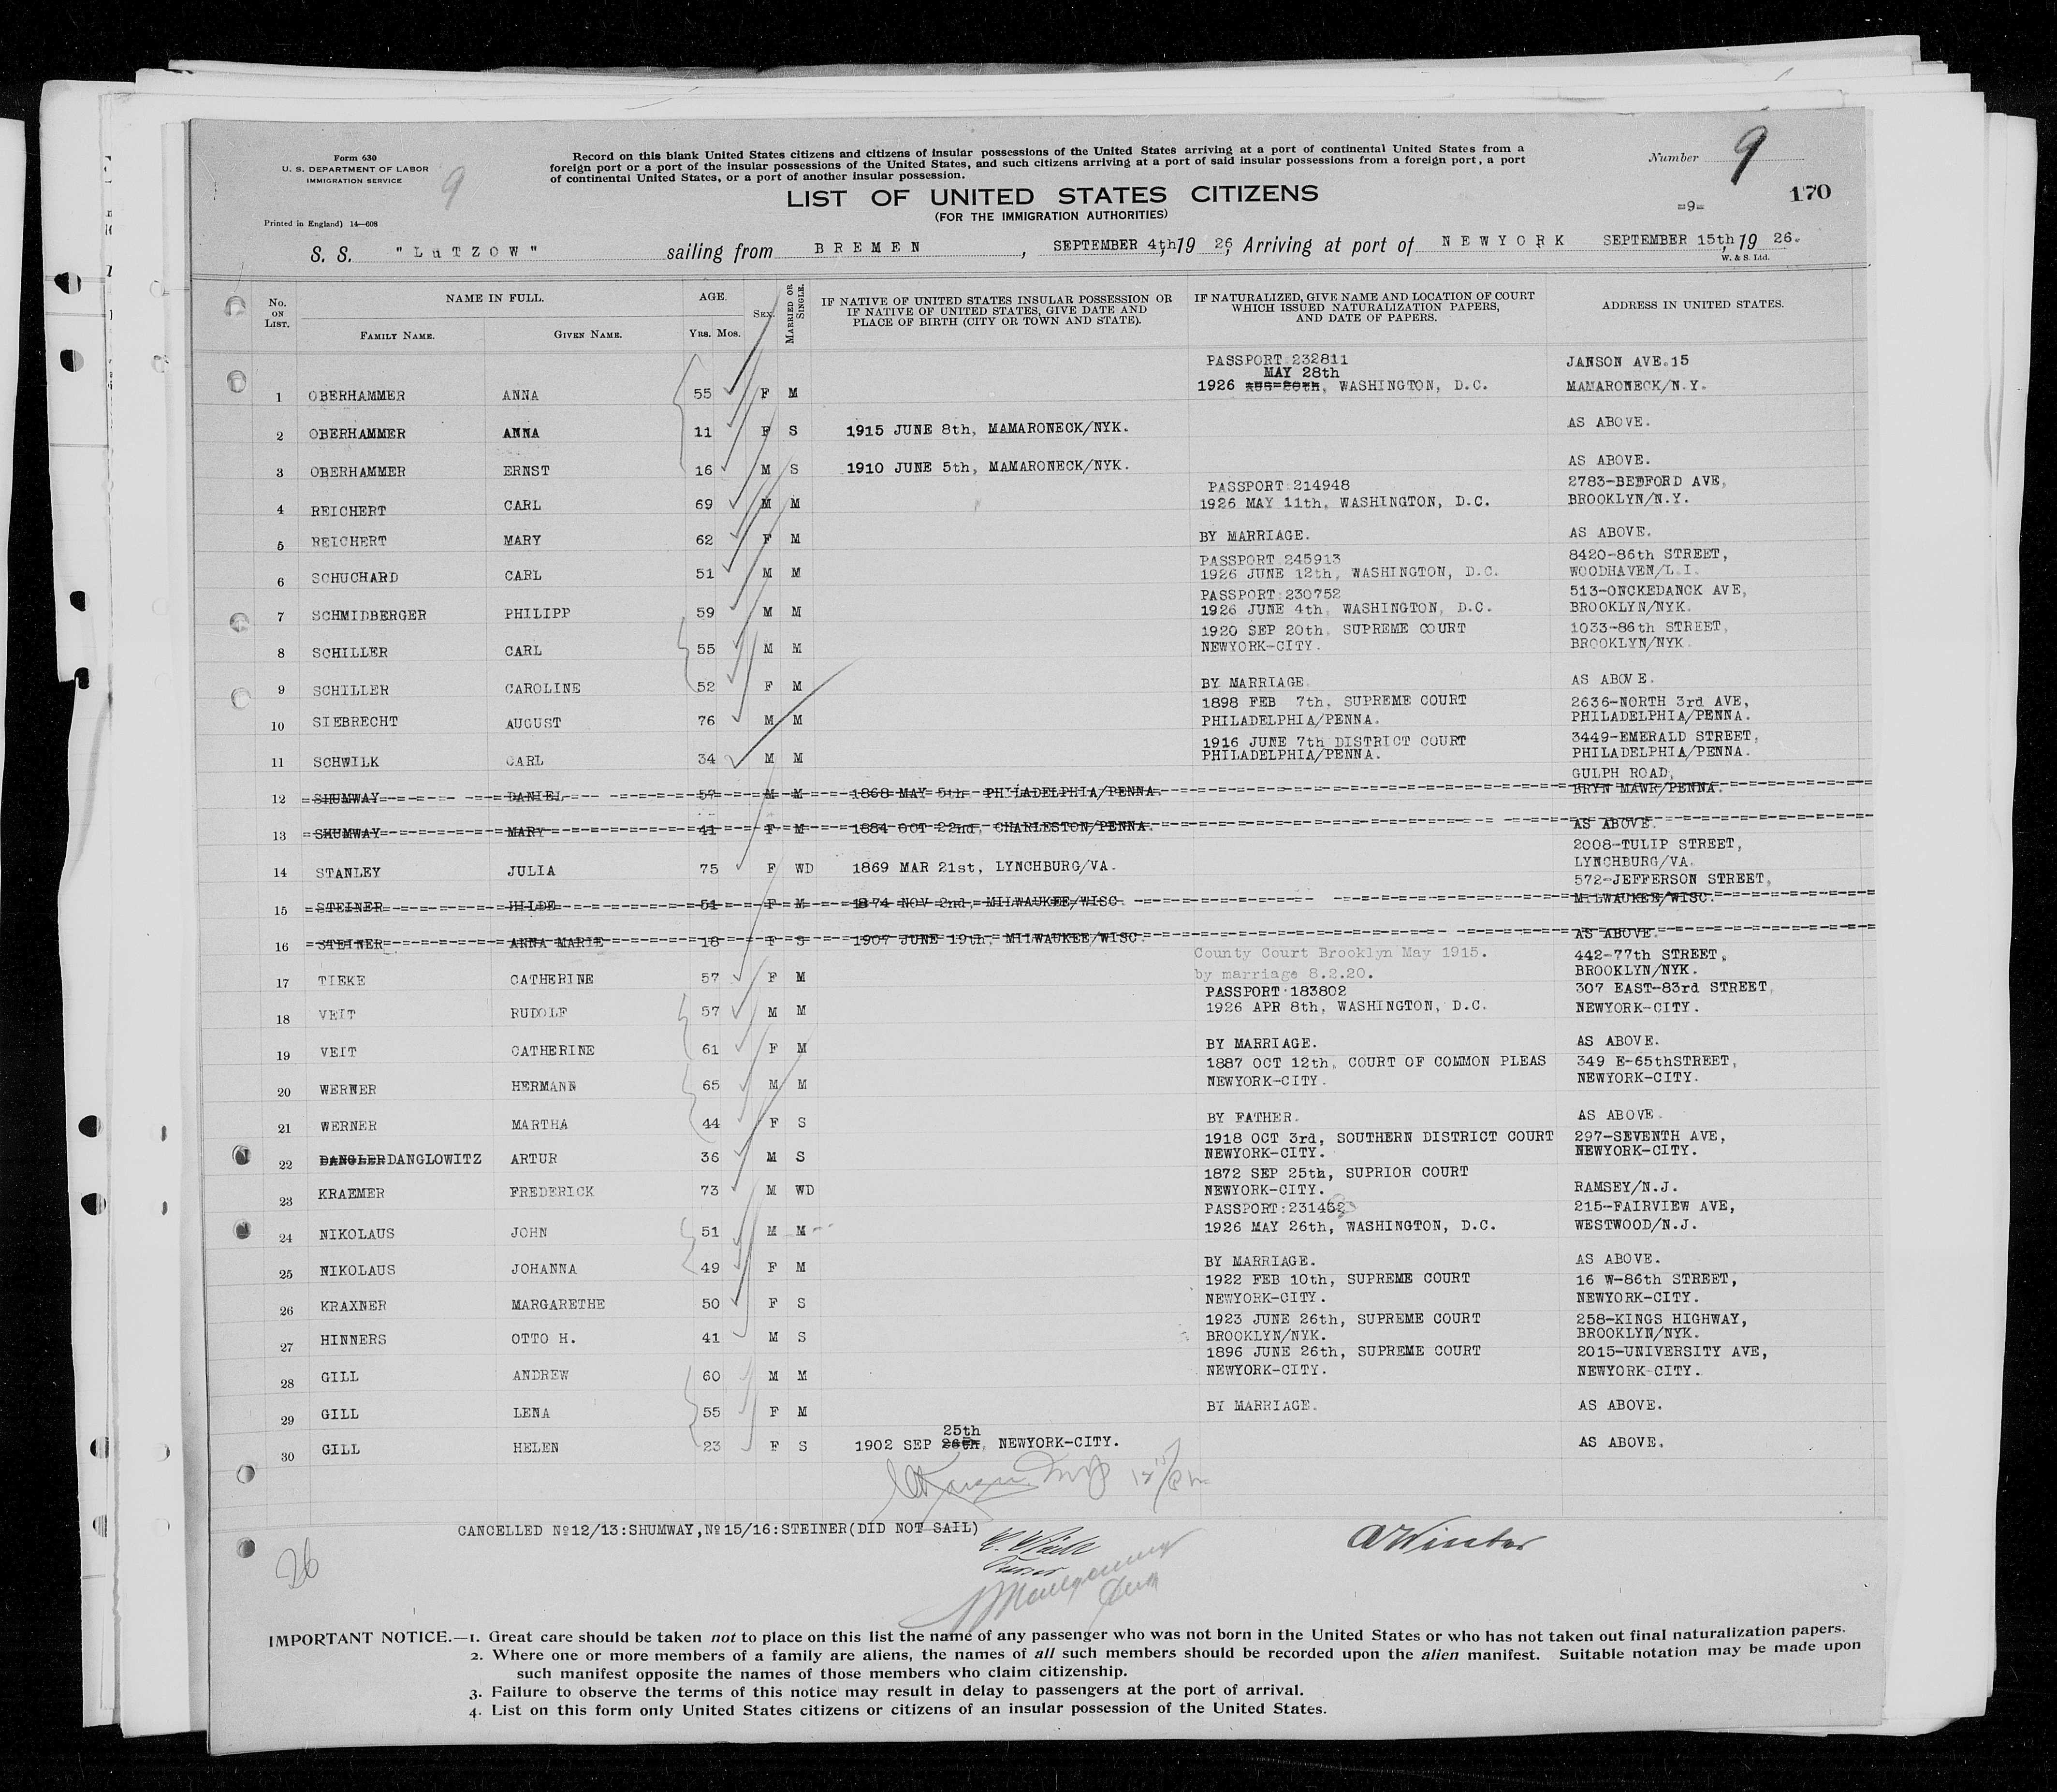 Form 630
U. S. DEPARTMENT OF LABOR
IMMIGRATION SERVICE
9
Record on this blank United States citizens and citizens of insular possessions of the United States arriving at a port of continental United States from a
foreign port or a port of the insular possessions of the United States, and such citizens arriving at a port of said insular possessions from a foreign port, a port
of continental United States, or a port of another insular possession.
Number 9
LIST OF UNITED STATES CITIZENS
(FOR THE IMMIGRATION AUTHORITIES)
=9=
170
Printed in England) 14—608
S. S. "LuTZOW" sailing from BREMEN, SEPTEMBER 4th, 19 26, Arriving at port of NEWYORK SEPTEMBER 15th, 19 26.
W. & S. Ltd.
No. ON LIST. NAME IN FULL. AGE. SEX. MARRIED OR SINGLE. IF NATIVE OF UNITED STATES INSULAR POSSESSION OR IF NATIVE OF UNITED STATES, GIVE DATE AND PLACE OF BIRTH (CITY OR TOWN AND STATE). IF NATURALIZED, GIVE NAME AND LOCATION OF COURT WHICH ISSUED NATURALIZATION PAPERS, AND DATE OF PAPERS. ADDRESS IN UNITED STATES.
FAMILY NAME. GIVEN NAME. YRS. MOS.
PASSPORT:232811 JANSON AVE.15
MAY 28th
1 OBERHAMMER ANNA 55 F M 1926 , WASHINGTON, D.C. MAMARONECK/N.Y.
2 OBERHAMMER ANNA 11 F S 1915 JUNE 8th, MAMARONECK/NYK. AS ABOVE.
3 OBERHAMMER ERNST 16 M S 1910 JUNE 5th, MAMARONECK/NYK. AS ABOVE.
PASSPORT:214948 2783-BEDFORD AVE,
4 REICHERT CARL 69 M M 1926 MAY 11th, WASHINGTON, D.C. BROOKLYN/N.Y.
5 REICHERT MARY 62 F M BY MARRIAGE. AS ABOVE.
PASSPORT 245913 8420-86th STREET,
6 SCHUCHARD CARL 51 M M 1926 JUNE 12th, WASHINGTON, D.C. WOODHAVEN/L.I.
PASSPORT:230752 513-ONCKEDANCK AVE,
7 SCHMIDBERGER PHILIPP 59 M M 1926 JUNE 4th, WASHINGTON, D.C. BROOKLYN/NYK.
1920 SEP 20th, SUPREME COURT 1033-86th STREET,
8 SCHILLER CARL 55 M M NEWYORK-CITY. BROOKLYN/NYK.
9 SCHILLER CAROLINE 52 F M BY MARRIAGE. AS ABOVE.
1898 FEB 7th, SUPREME COURT 2636-NORTH 3rd AVE,
10 SIEBRECHT AUGUST 76 M M PHILADELPHIA/PENNA. PHILADELPHIA/PENNA.
1916 JUNE 7th DISTRICT COURT 3449-EMERALD STREET,
11 SCHWILK CARL 34 M M PHILADELPHIA/PENNA. PHILADELPHIA/PENNA.
GULPH ROAD,
12 SHUMWAY DANIEL 57 M M 1868 MAY 5th PHILADELPHIA/PENNA. BRYN MAWR/PENNA.
13 SHUMWAY MARY 41 F M 1884 OCT 22nd, CHARLESTON/PENNA. AS ABOVE.
2008-TULIP STREET,
14 STANLEY JULIA 75 F WD 1869 MAR 21st, LYNCHBURG/VA. LYNCHBURG/VA.
572-JEFFERSON STREET,
15 STEINER HILDE 51 F M 1874 NOV 2nd, MILWAUKEE/WISC. MILWAUKEE/WISC.
16 STEINER ANNA MARIE 18 F S 1907 JUNE 19th, MILWAUKEE/WISC. AS ABOVE.
County Court Brooklyn May 1915. 442-77th STREET,
17 TIEKE CATHERINE 57 F M by marriage 8.2.20. BROOKLYN/NYK.
PASSPORT:183802 307 EAST-83rd STREET,
18 VEIT RUDOLF 57 M M 1926 APR 8th, WASHINGTON, D.C. NEWYORK-CITY.
19 VEIT CATHERINE 61 F M BY MARRIAGE. AS ABOVE.
1887 OCT 12th, COURT OF COMMON PLEAS 349 E-65thSTREET,
20 WERNER HERMANN 65 M M NEWYORK-CITY. NEWYORK-CITY.
21 WERNER MARTHA 44 F S BY FATHER. AS ABOVE.
1918 OCT 3rd, SOUTHERN DISTRICT COURT 297-SEVENTH AVE,
22 DANGLER DANGLOWITZ ARTUR 36 M S NEWYORK-CITY. NEWYORK-CITY.
1872 SEP 25th, SUPRIOR COURT
23 KRAEMER FREDERICK 73 M WD NEWYORK-CITY. RAMSEY/N.J.
PASSPORT: 215-FAIRVIEW AVE,
24 NIKOLAUS JOHN 51 M M 1926 MAY 26th, WASHINGTON, D.C. WESTWOOD/N.J.
25 NIKOLAUS JOHANNA 49 F M BY MARRIAGE. AS ABOVE.
1922 FEB 10th, SUPREME COURT 16 W-86th STREET,
26 KRAXNER MARGARETHE 50 F S NEWYORK-CITY. NEWYORK-CITY.
1923 JUNE 26th, SUPREME COURT 258-KINGS HIGHWAY,
27 HINNERS OTTO H. 41 M S BROOKLYN/NYK. BROOKLYN/NYK.
1896 JUNE 26th, SUPREME COURT 2015-UNIVERSITY AVE,
28 GILL ANDREW 60 M M NEWYORK-CITY. NEWYORK-CITY.
29 GILL LENA 55 F M BY MARRIAGE. AS ABOVE.
25th
30 GILL HELEN 23 F S 1902 SEP 26th, NEWYORK-CITY. AS ABOVE.
CANCELLED №12/13:SHUMWAY,№15/16:STEINER(DID NOT SAIL)
AWinter
26
IMPORTANT NOTICE.—1. Great care should be taken not to place on this list the name of any passenger who was not born in the United States or who has not taken out final naturalization papers.
2. Where one or more members of a family are aliens, the names of all such members should be recorded upon the alien manifest. Suitable notation may be made upon
such manifest opposite the names of those members who claim citizenship.
3. Failure to observe the terms of this notice may result in delay to passengers at the port of arrival.
4. List on this form only United States citizens or citizens of an insular possession of the United States.